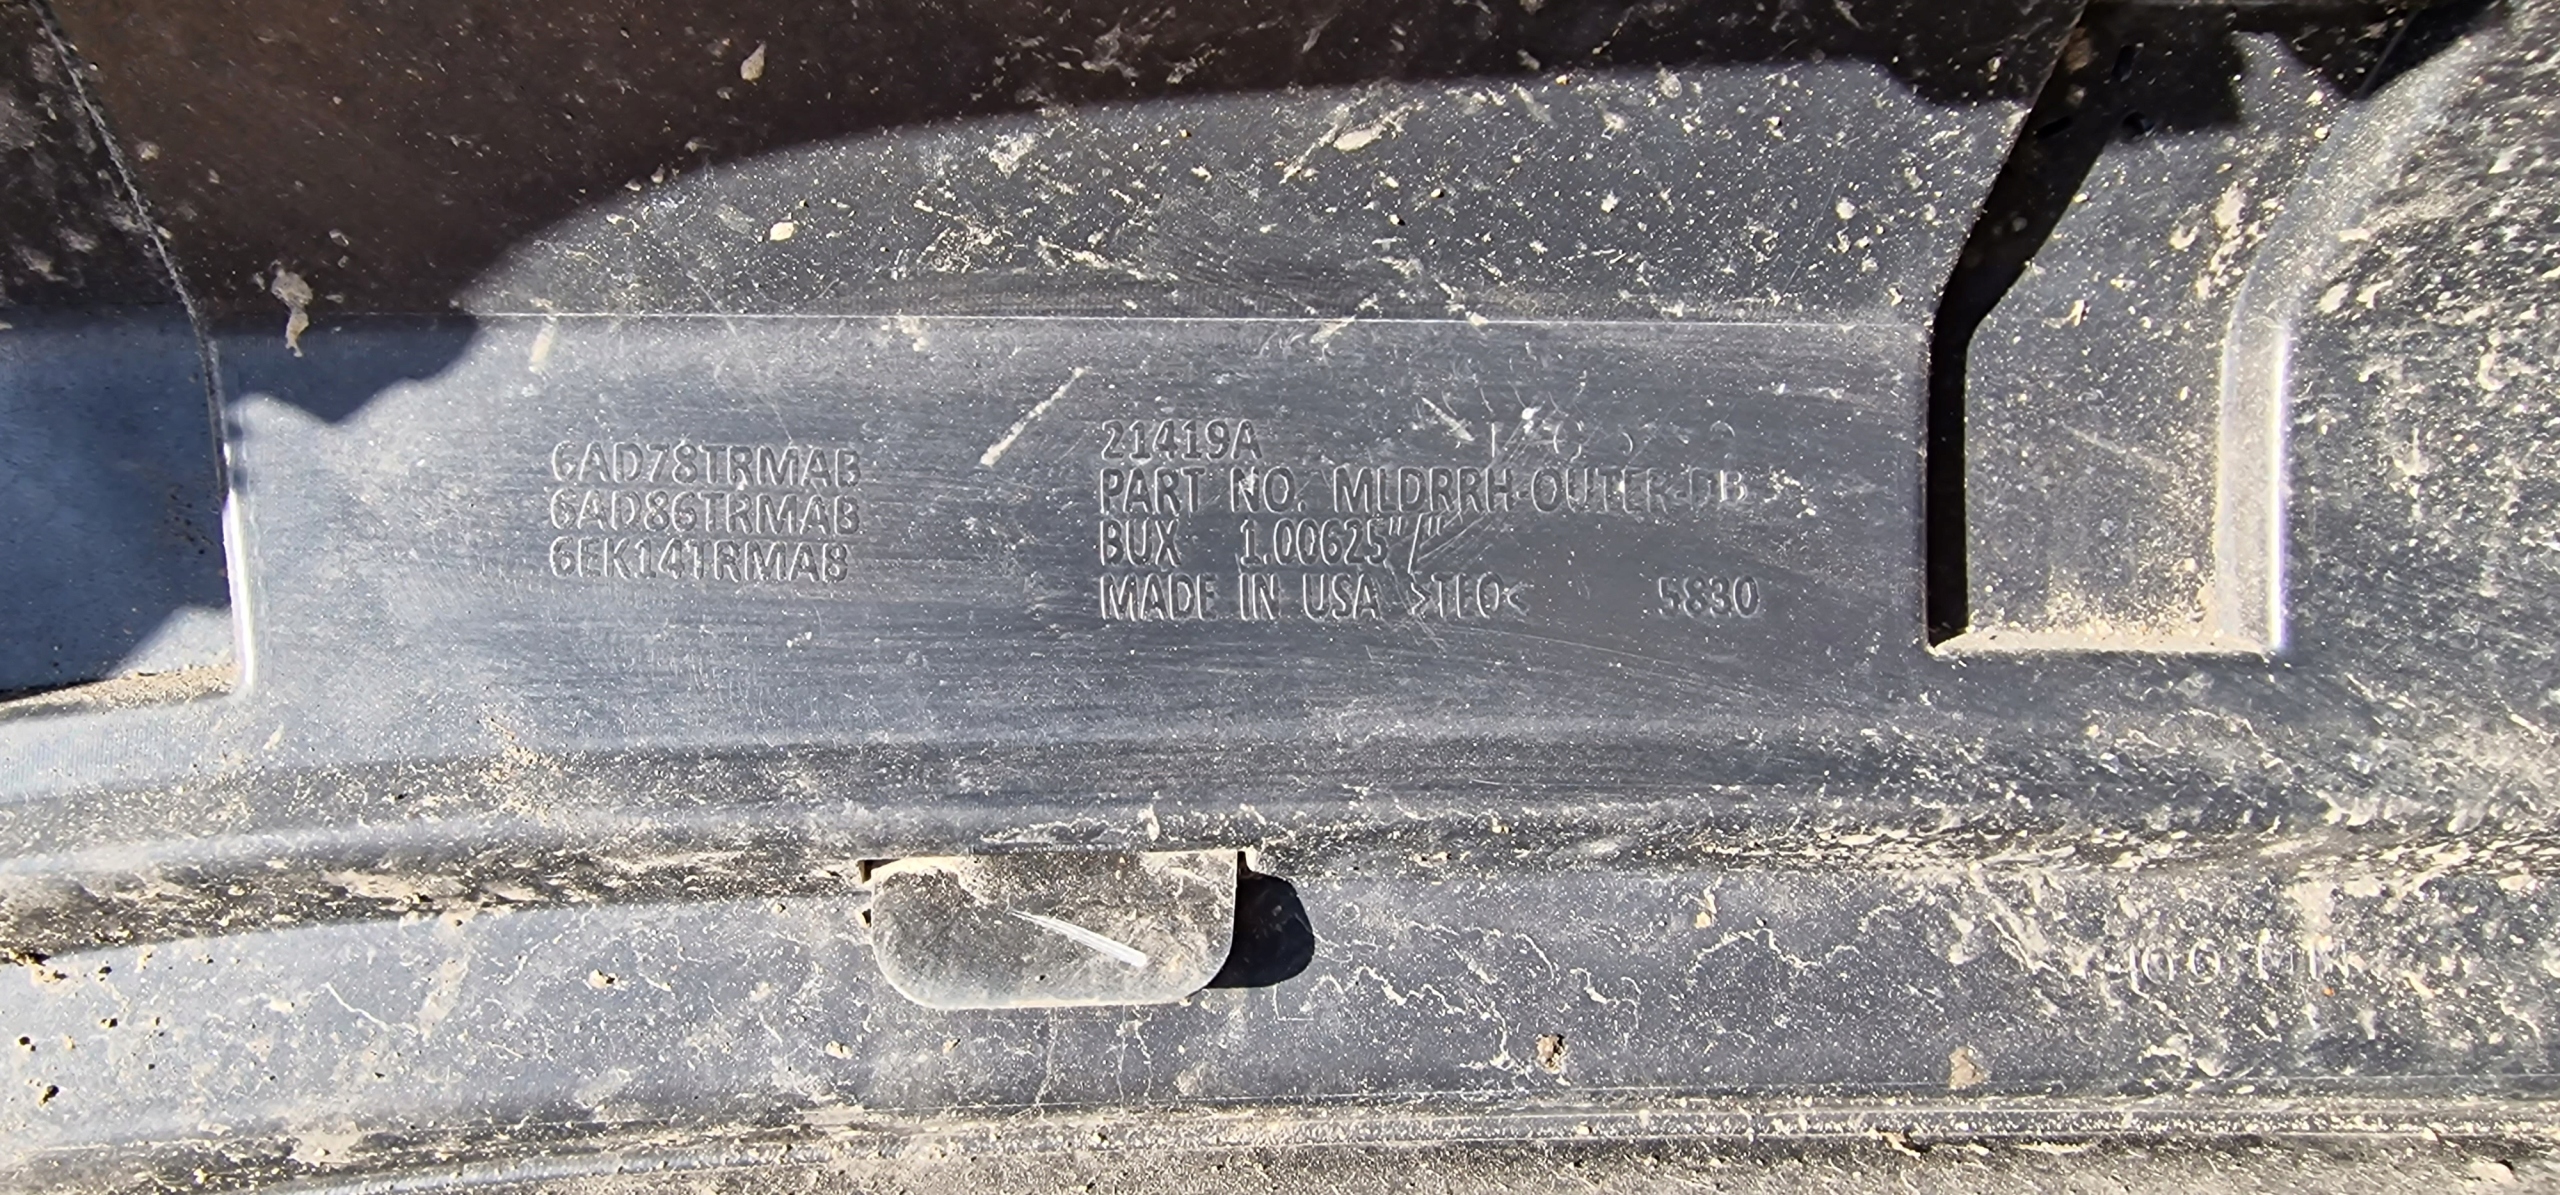 6AD78TRMAB
6AD86TRMAB
6EK14TRMAB
21419A
PART NO. MLDRRH-OUTER-DB
BUX 1.00625"/"
MADE IN USA >TEO< 5830